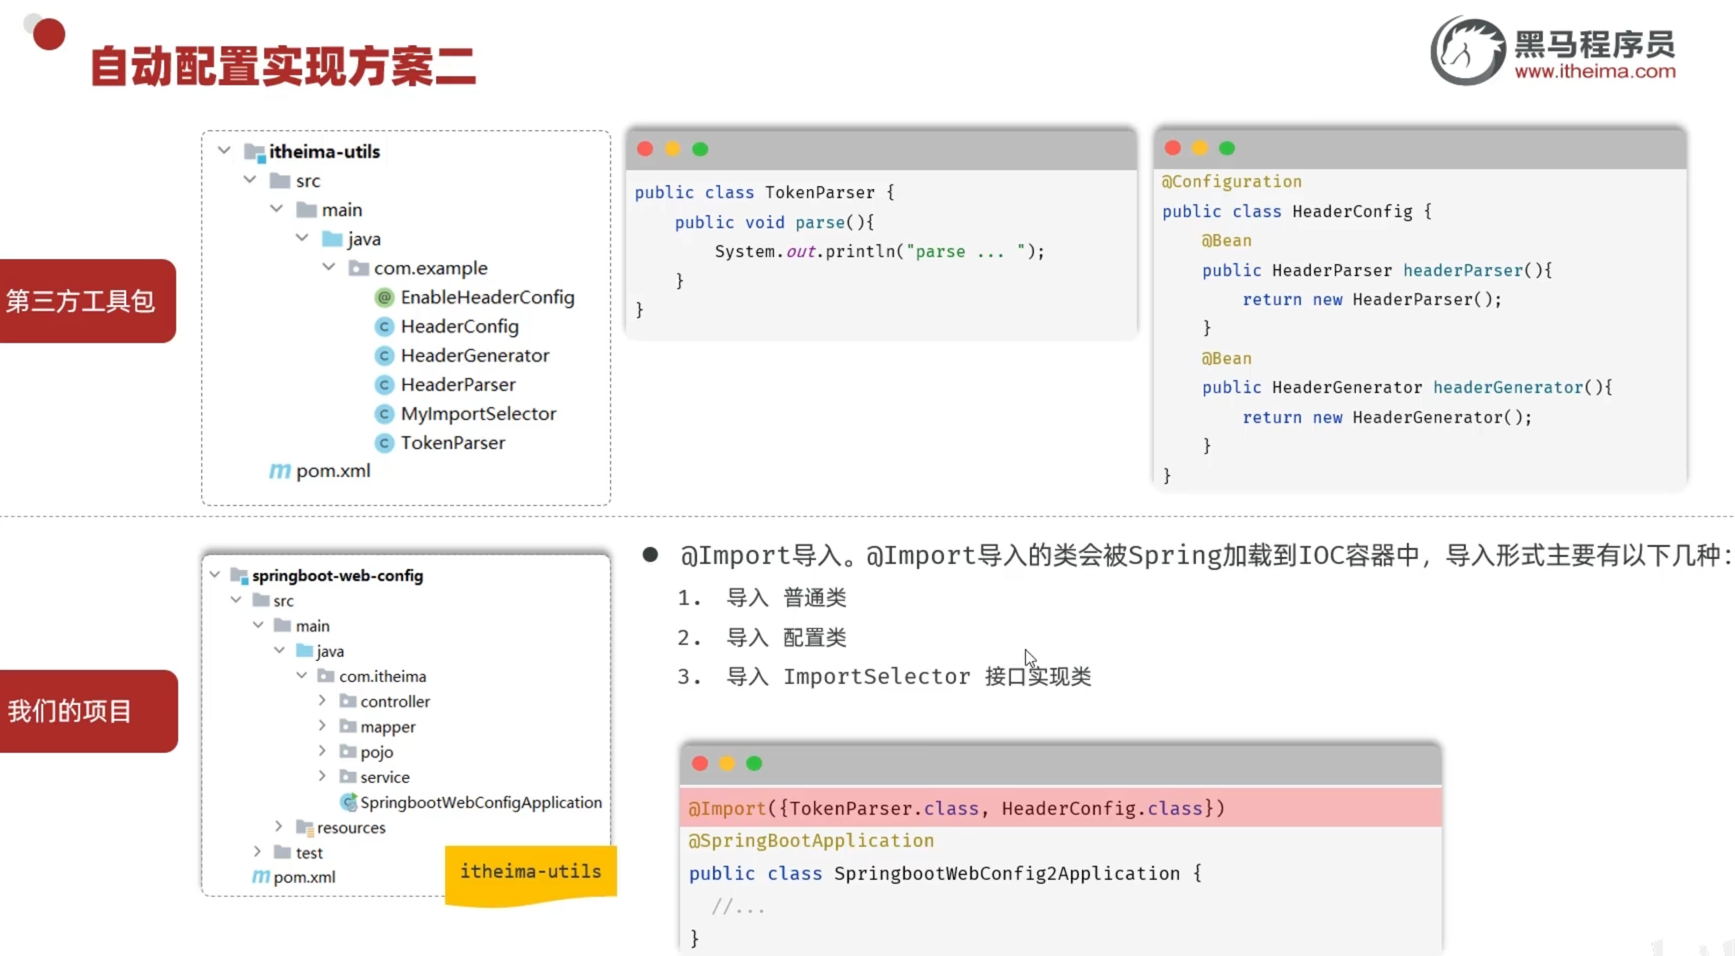 自动配置实现方案二
黑马程序员
www.itheima.com
第三方工具包
itheima-utils
src
main
java
com.example
EnableHeaderConfig
HeaderConfig
HeaderGenerator
HeaderParser
MyImportSelector
TokenParser
pom.xml
public class TokenParser {
public void parse(){
System.out.println("parse ... ");
}
}
@Configuration
public class HeaderConfig {
@Bean
public HeaderParser headerParser(){
return new HeaderParser();
}
@Bean
public HeaderGenerator headerGenerator(){
return new HeaderGenerator();
}
}
我们的项目
springboot-web-config
src
main
java
com.itheima
controller
mapper
pojo
service
SpringbootWebConfigApplication
resources
test
pom.xml
itheima-utils
● @Import导入。@Import导入的类会被Spring加载到IOC容器中，导入形式主要有以下几种：
1. 导入 普通类
2. 导入 配置类
3. 导入 ImportSelector 接口实现类
@Import({TokenParser.class, HeaderConfig.class})
@SpringBootApplication
public class SpringbootWebConfig2Application {
//...
}